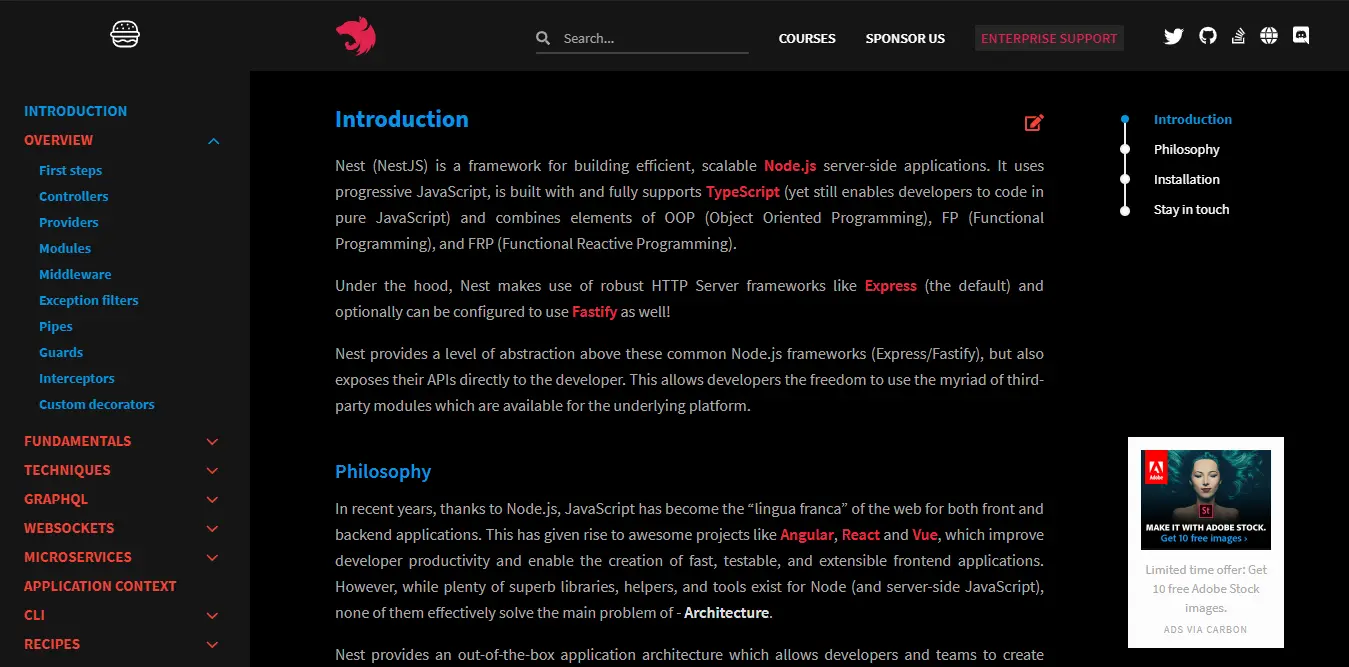 Search...
COURSES
SPONSOR US
ENTERPRISE SUPPORT
INTRODUCTION
OVERVIEW
First steps
Controllers
Providers
Modules
Middleware
Exception filters
Pipes
Guards
Interceptors
Custom decorators
FUNDAMENTALS
TECHNIQUES
GRAPHQL
WEBSOCKETS
MICROSERVICES
APPLICATION CONTEXT
CLI
RECIPES
Introduction
Nest (NestJS) is a framework for building efficient, scalable Node.js server-side applications. It uses
progressive JavaScript, is built with and fully supports TypeScript (yet still enables developers to code in
pure JavaScript) and combines elements of OOP (Object Oriented Programming), FP (Functional
Programming), and FRP (Functional Reactive Programming).
Under the hood, Nest makes use of robust HTTP Server frameworks like Express (the default) and
optionally can be configured to use Fastify as well!
Nest provides a level of abstraction above these common Node.js frameworks (Express/Fastify), but also
exposes their APIs directly to the developer. This allows developers the freedom to use the myriad of third-
party modules which are available for the underlying platform.
Philosophy
In recent years, thanks to Node.js, JavaScript has become the “lingua franca” of the web for both front and
backend applications. This has given rise to awesome projects like Angular, React and Vue, which improve
developer productivity and enable the creation of fast, testable, and extensible frontend applications.
However, while plenty of superb libraries, helpers, and tools exist for Node (and server-side JavaScript),
none of them effectively solve the main problem of - Architecture.
Nest provides an out-of-the-box application architecture which allows developers and teams to create
Introduction
Philosophy
Installation
Stay in touch
Adobe
St
MAKE IT WITH ADOBE STOCK.
Get 10 free images ›
Limited time offer: Get
10 free Adobe Stock
images.
ADS VIA CARBON